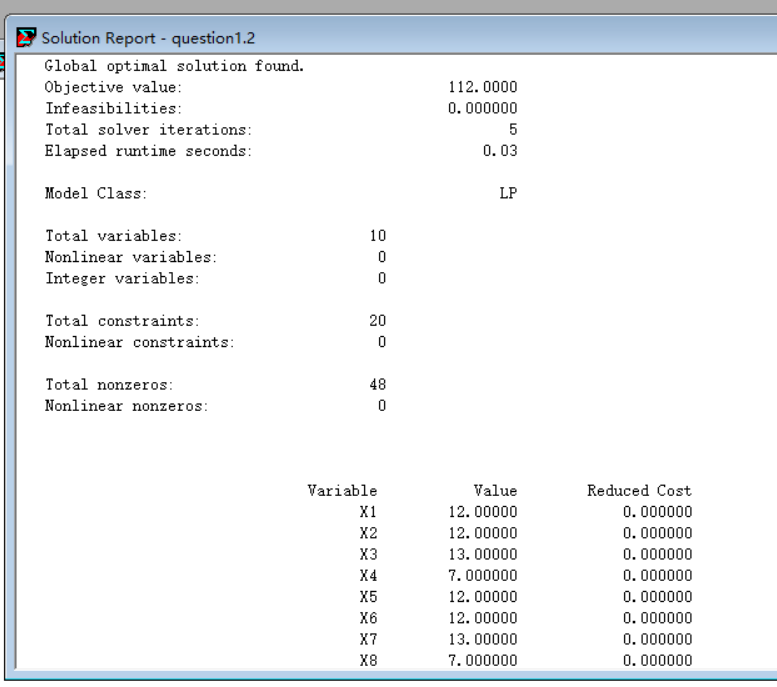 Solution Report - question1.2
Global optimal solution found.
Objective value: 112.0000
Infeasibilities: 0.000000
Total solver iterations: 5
Elapsed runtime seconds: 0.03
Model Class: LP
Total variables: 10
Nonlinear variables: 0
Integer variables: 0
Total constraints: 20
Nonlinear constraints: 0
Total nonzeros: 48
Nonlinear nonzeros: 0
Variable Value Reduced Cost
X1 12.00000 0.000000
X2 12.00000 0.000000
X3 13.00000 0.000000
X4 7.000000 0.000000
X5 12.00000 0.000000
X6 12.00000 0.000000
X7 13.00000 0.000000
X8 7.000000 0.000000